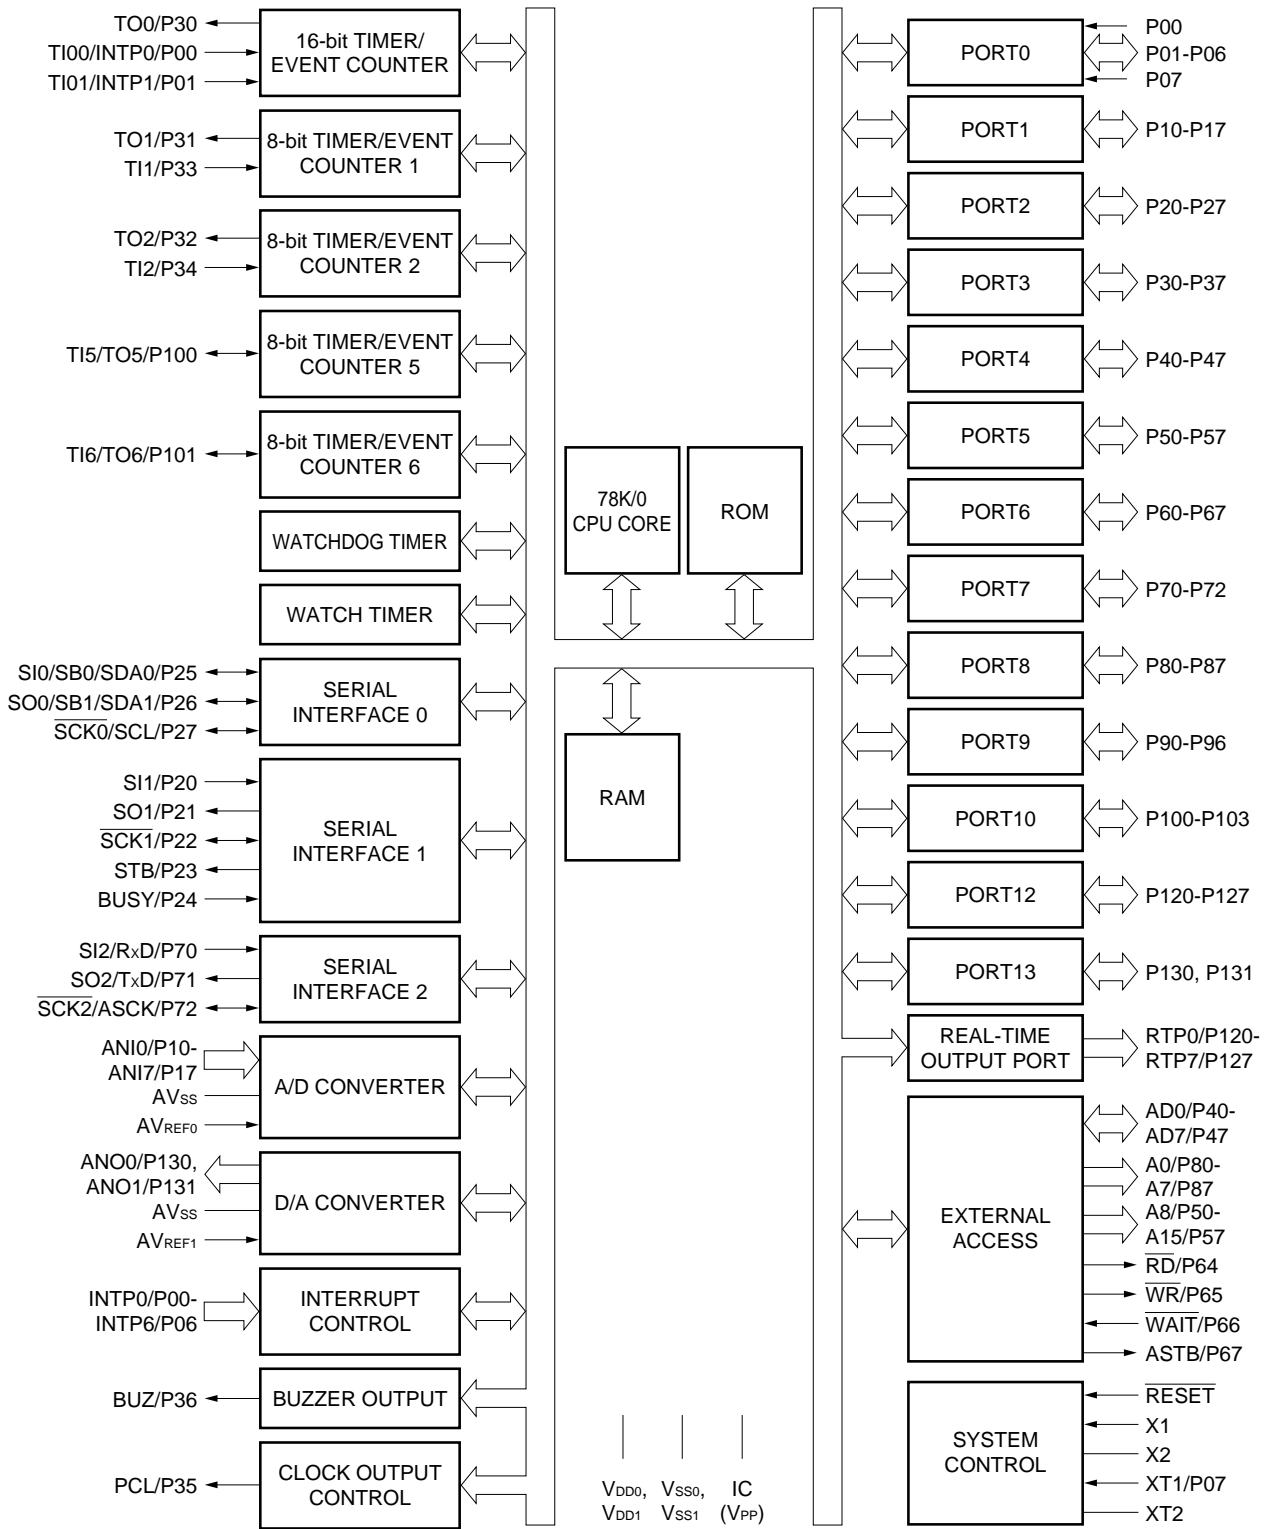 TO0/P30
TI00/INTP0/P00
TI01/INTP1/P01
16-bit TIMER/
EVENT COUNTER
TO1/P31
TI1/P33
8-bit TIMER/EVENT
COUNTER 1
TO2/P32
TI2/P34
8-bit TIMER/EVENT
COUNTER 2
TI5/TO5/P100
8-bit TIMER/EVENT
COUNTER 5
TI6/TO6/P101
8-bit TIMER/EVENT
COUNTER 6
WATCHDOG TIMER
WATCH TIMER
SI0/SB0/SDA0/P25
SO0/SB1/SDA1/P26
SCK0/SCL/P27
SERIAL
INTERFACE 0
SI1/P20
SO1/P21
SCK1/P22
STB/P23
BUSY/P24
SERIAL
INTERFACE 1
SI2/RxD/P70
SO2/TxD/P71
SCK2/ASCK/P72
SERIAL
INTERFACE 2
ANI0/P10-
ANI7/P17
AVSS
AVREF0
A/D CONVERTER
ANO0/P130,
ANO1/P131
AVSS
AVREF1
D/A CONVERTER
INTP0/P00-
INTP6/P06
INTERRUPT
CONTROL
BUZ/P36
BUZZER OUTPUT
PCL/P35
CLOCK OUTPUT
CONTROL
78K/0
CPU CORE
ROM
RAM
VDD0,
VDD1
VSS0,
VSS1
IC
(VPP)
PORT0
P00
P01-P06
P07
PORT1
P10-P17
PORT2
P20-P27
PORT3
P30-P37
PORT4
P40-P47
PORT5
P50-P57
PORT6
P60-P67
PORT7
P70-P72
PORT8
P80-P87
PORT9
P90-P96
PORT10
P100-P103
PORT12
P120-P127
PORT13
P130, P131
REAL-TIME
OUTPUT PORT
RTP0/P120-
RTP7/P127
EXTERNAL
ACCESS
AD0/P40-
AD7/P47
A0/P80-
A7/P87
A8/P50-
A15/P57
RD/P64
WR/P65
WAIT/P66
ASTB/P67
SYSTEM
CONTROL
RESET
X1
X2
XT1/P07
XT2